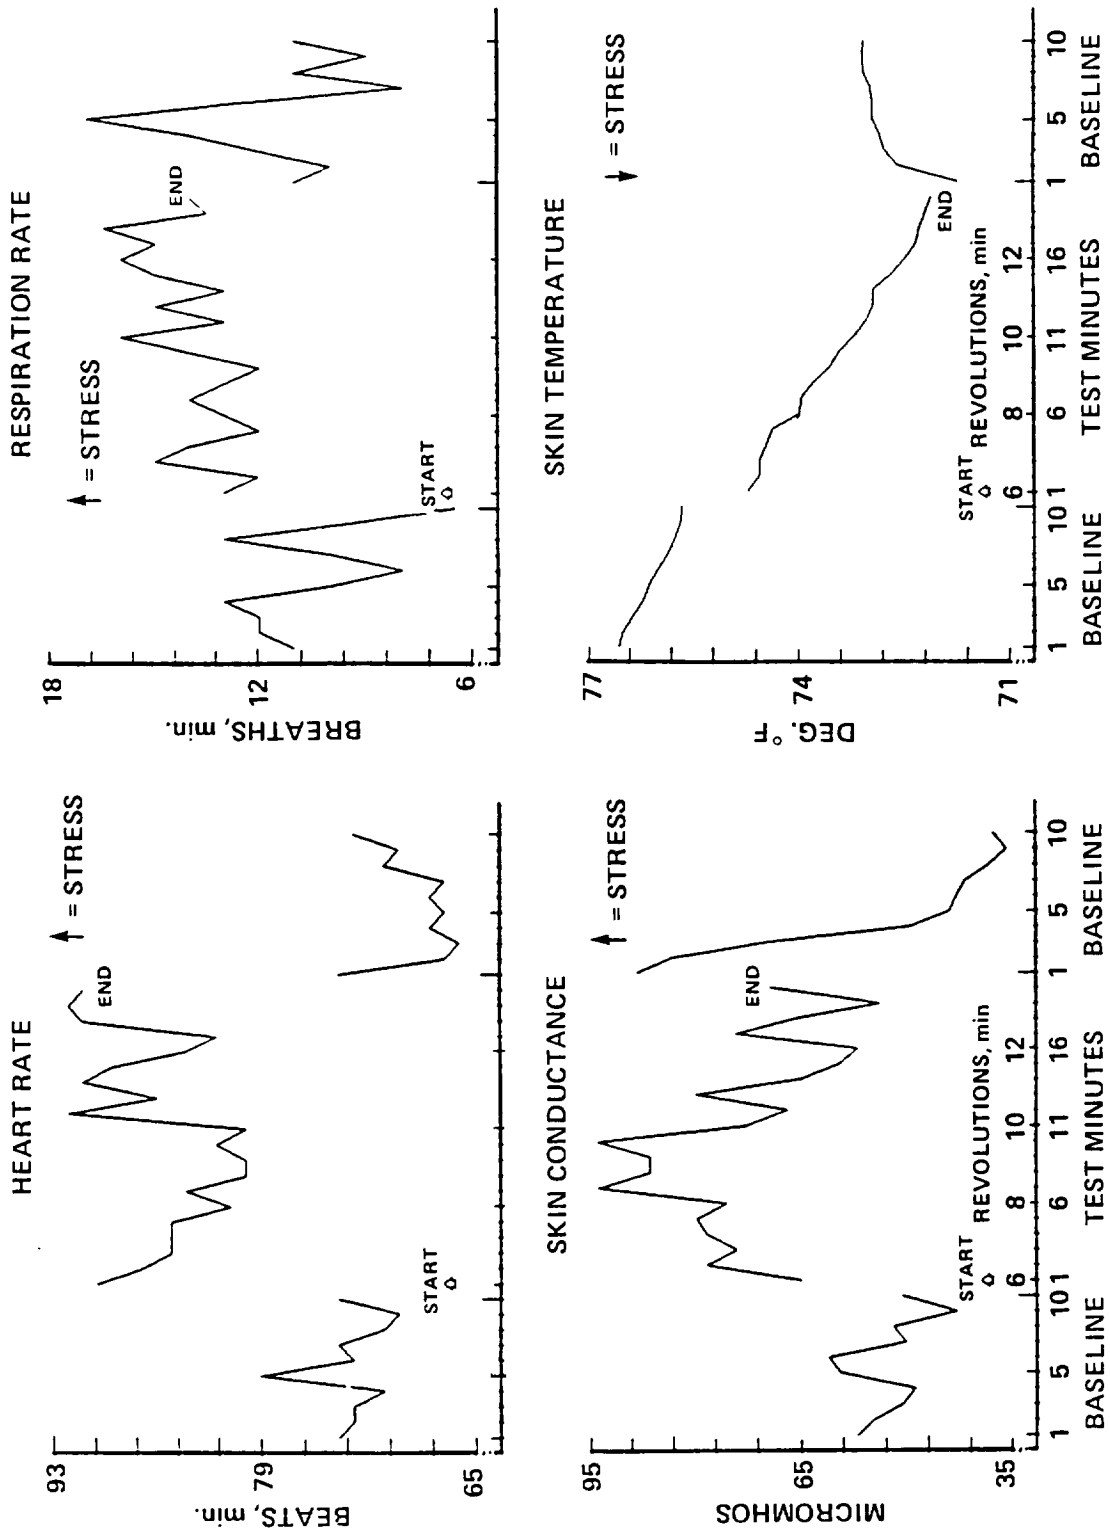 HEART RATE
↑ = STRESS
93
79
65
BEATS, min.
START
END
RESPIRATION RATE
↑ = STRESS
18
12
6
BREATHS, min.
START
END
SKIN CONDUCTANCE
↑ = STRESS
95
65
35
MICROMHOS
END
START REVOLUTIONS, min
6 8 10 12
1 5 10 1 6 11 16 1 5 10
BASELINE TEST MINUTES BASELINE
SKIN TEMPERATURE
↓ = STRESS
77
74
71
DEG. °F
END
START REVOLUTIONS, min
6 8 10 12
1 5 10 1 6 11 16 1 5 10
BASELINE TEST MINUTES BASELINE